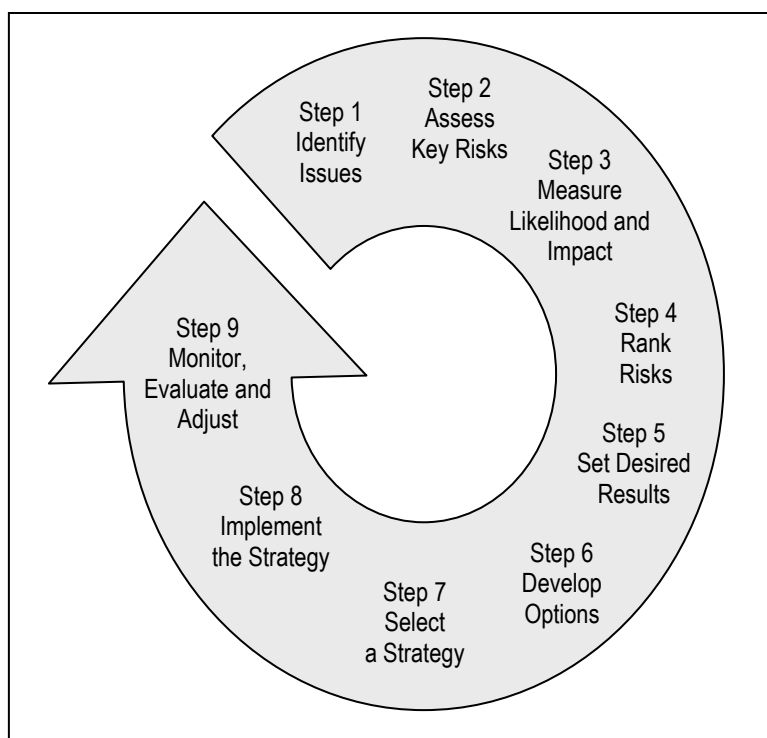 Step 1
Identify
Issues
Step 2
Assess
Key Risks
Step 3
Measure
Likelihood and
Impact
Step 4
Rank
Risks
Step 5
Set Desired
Results
Step 6
Develop
Options
Step 7
Select
a Strategy
Step 8
Implement
the Strategy
Step 9
Monitor,
Evaluate and
Adjust